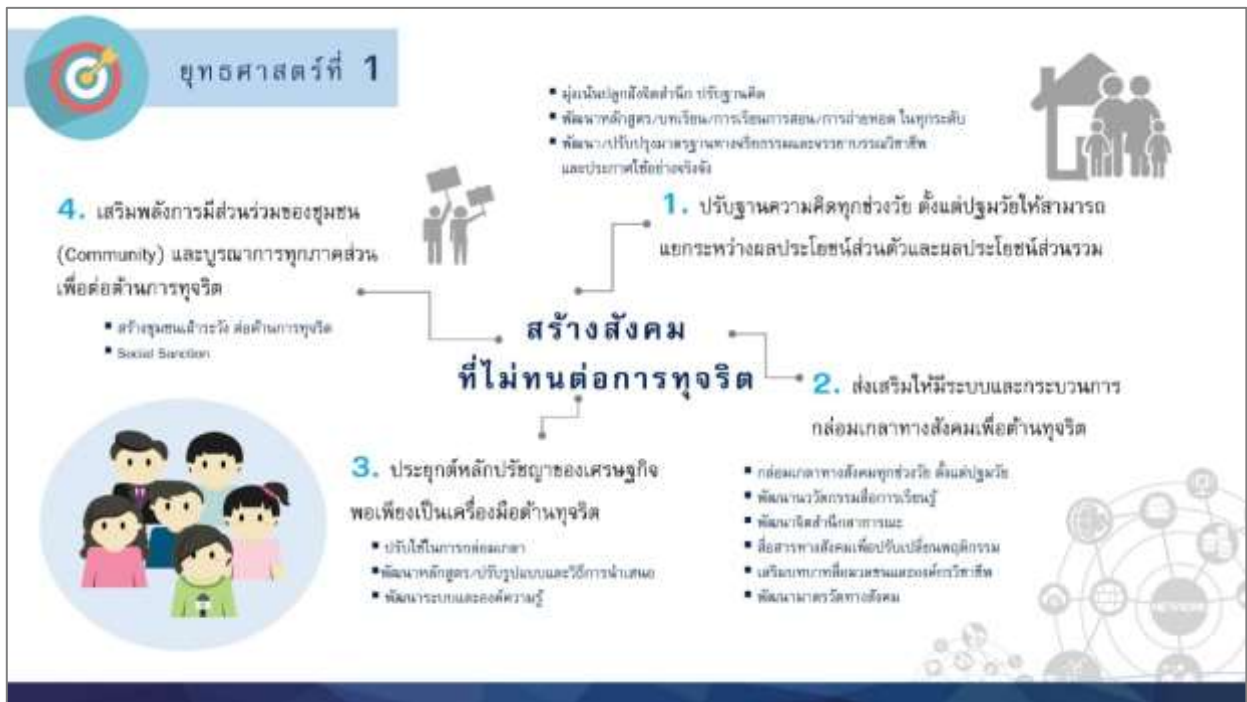 ยุทธศาสตร์ที่ 1
▪ มุ่งเน้นปลูกฝังจิตสำนึก ปรับฐานคิด
▪ พัฒนาหลักสูตร/บทเรียน/การเรียนการสอน/การถ่ายทอด ในทุกระดับ
▪ พัฒนา/ปรับปรุงมาตรฐานทางจริยธรรมและจรรยาบรรณวิชาชีพ
และประกาศใช้อย่างจริงจัง
1. ปรับฐานความคิดทุกช่วงวัย ตั้งแต่ปฐมวัยให้สามารถ
แยกระหว่างผลประโยชน์ส่วนตัวและผลประโยชน์ส่วนรวม
4. เสริมพลังการมีส่วนร่วมของชุมชน
(Community) และบูรณาการทุกภาคส่วน
เพื่อต่อต้านการทุจริต
▪ สร้างชุมชนเฝ้าระวัง ต่อต้านการทุจริต
▪ Social Sanction
สร้างสังคม
ที่ไม่ทนต่อการทุจริต
2. ส่งเสริมให้มีระบบและกระบวนการ
กล่อมเกลาทางสังคมเพื่อต้านทุจริต
▪ กล่อมเกลาทางสังคมทุกช่วงวัย ตั้งแต่ปฐมวัย
▪ พัฒนานวัตกรรมสื่อการเรียนรู้
▪ พัฒนาจิตสำนึกสาธารณะ
▪ สื่อสารทางสังคมเพื่อปรับเปลี่ยนพฤติกรรม
▪ เสริมบทบาทสื่อมวลชนและองค์กรวิชาชีพ
▪ พัฒนามาตรวัดทางสังคม
3. ประยุกต์หลักปรัชญาของเศรษฐกิจ
พอเพียงเป็นเครื่องมือต้านทุจริต
▪ ปรับใช้ในการกล่อมเกลา
▪พัฒนาหลักสูตร/ปรับรูปแบบและวิธีการนำเสนอ
▪ พัฒนาระบบและองค์ความรู้